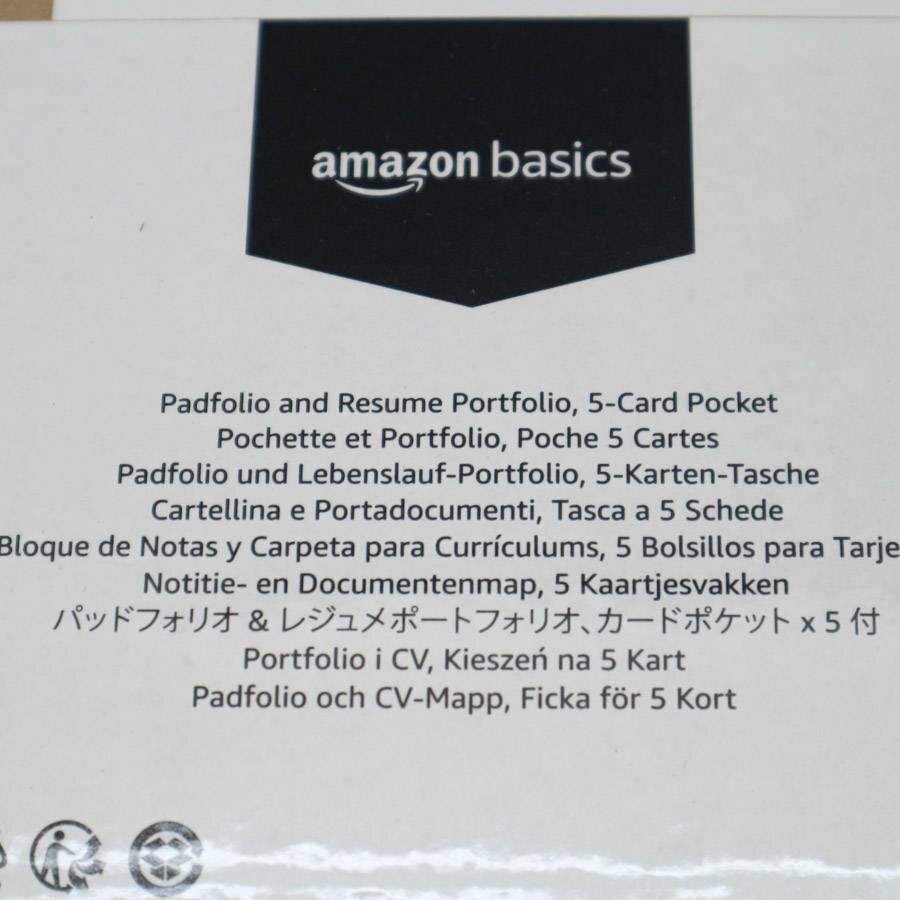 amazon basics
Padfolio and Resume Portfolio, 5-Card Pocket
Pochette et Portfolio, Poche 5 Cartes
Padfolio und Lebenslauf-Portfolio, 5-Karten-Tasche
Cartellina e Portadocumenti, Tasca a 5 Schede
Bloque de Notas y Carpeta para Currículums, 5 Bolsillos para
Notitie- en Documentenmap, 5 Kaartjesvakken
パッドフォリオ & レジュメポートフォリオ、カードポケット x 5 付
Portfolio i CV, Kieszeń na 5 Kart
Padfolio och CV-Mapp, Ficka för 5 Kort